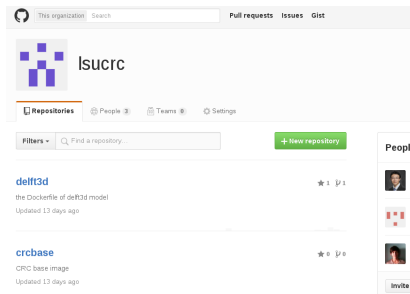 This organization Search
Pull requests Issues Gist
lsucrc
Repositories People 3 Teams 0 Settings
Filters Find a repository... New repository
Peopl
delft3d 1 1
the Dockerfile of delft3d model
Updated 13 days ago
crcbase 0 0
CRC base image
Updated 13 days ago
Invite